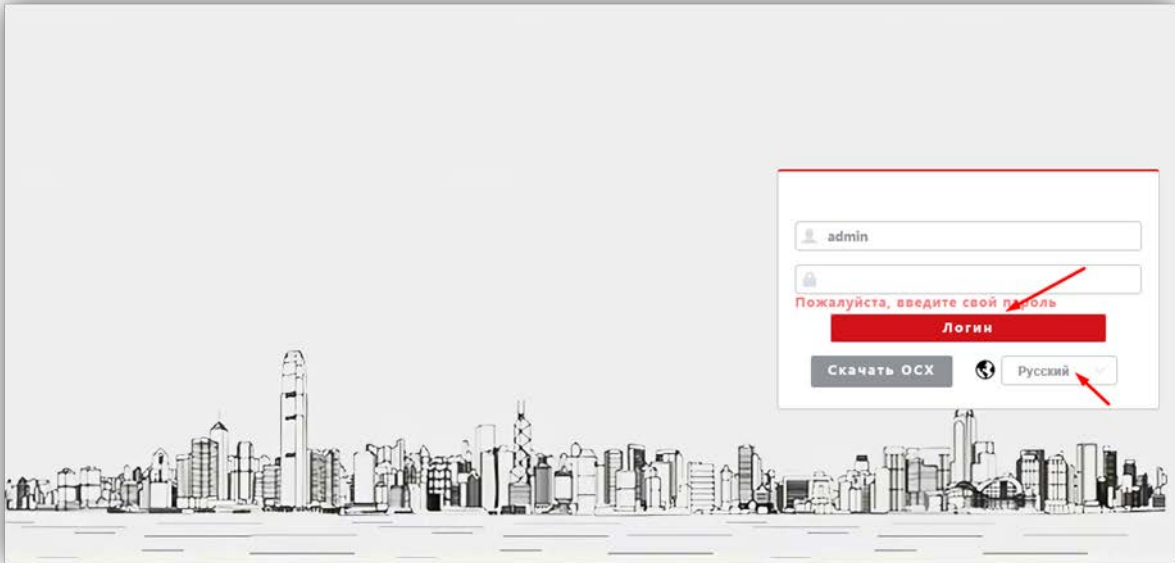 admin
Пожалуйста, введите свой пароль
Логин
Скачать OCX
Русский